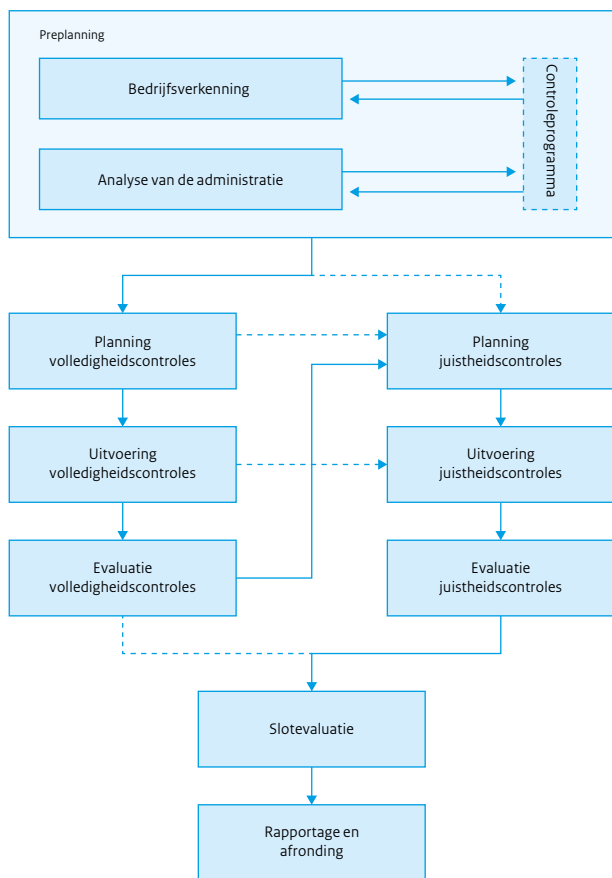 Preplanning
Bedrijfsverkenning
Controleprogramma
Analyse van de administratie
Planning
volledigheidscontroles
Planning
juistheidscontroles
Uitvoering
volledigheidscontroles
Uitvoering
juistheidscontroles
Evaluatie
volledigheidscontroles
Evaluatie
juistheidscontroles
Slotevaluatie
Rapportage en
afronding